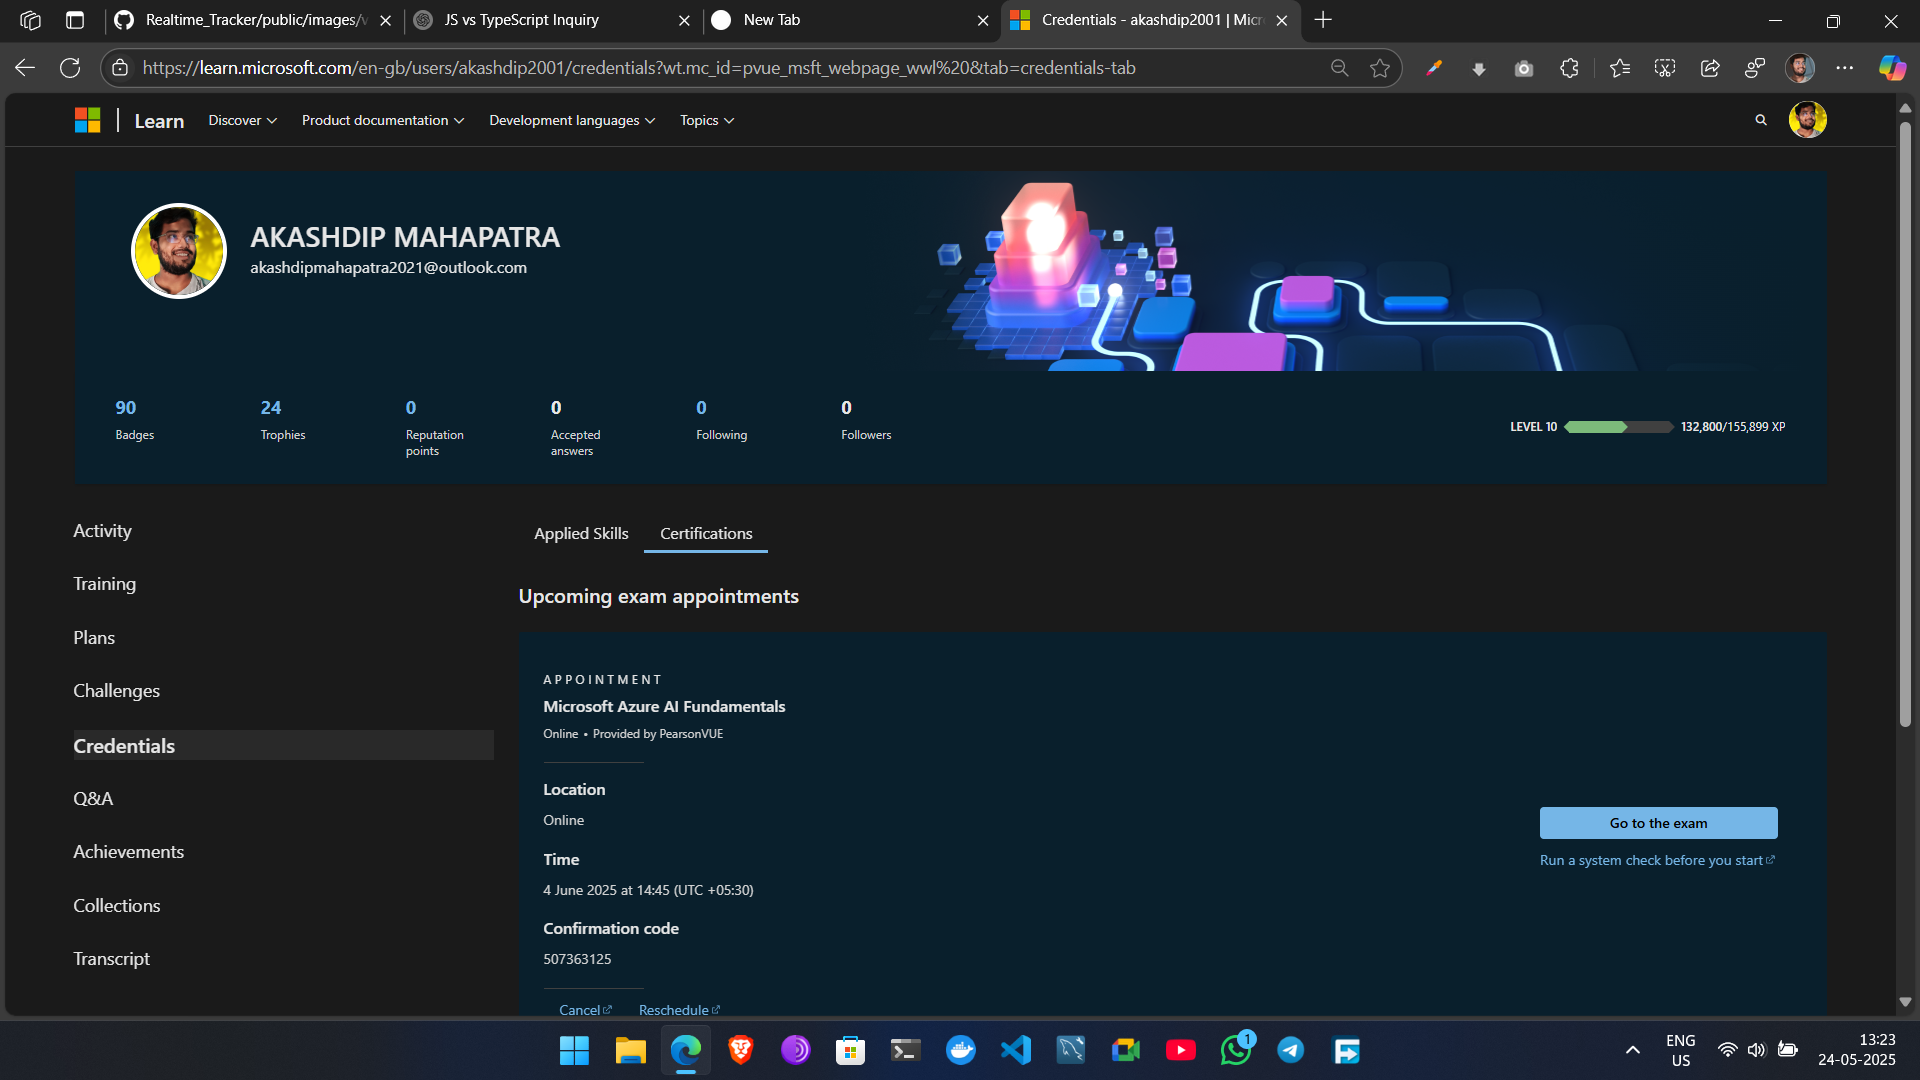 Realtime_Tracker/public/images/v
JS vs TypeScript Inquiry
New Tab
Credentials - akashdip2001 | Micr
https://learn.microsoft.com/en-gb/users/akashdip2001/credentials?wt.mc_id=pvue_msft_webpage_wwl%20&tab=credentials-tab
Learn
Discover
Product documentation
Development languages
Topics
AKASHDIP MAHAPATRA
akashdipmahapatra2021@outlook.com
90
Badges
24
Trophies
0
Reputation
points
0
Accepted
answers
0
Following
0
Followers
LEVEL 10
132,800/155,899 XP
Activity
Training
Plans
Challenges
Credentials
Q&A
Achievements
Collections
Transcript
Applied Skills
Certifications
Upcoming exam appointments
APPOINTMENT
Microsoft Azure AI Fundamentals
Online • Provided by PearsonVUE
Location
Online
Time
4 June 2025 at 14:45 (UTC +05:30)
Confirmation code
507363125
Cancel
Reschedule
Go to the exam
Run a system check before you start
1
ENG
US
13:23
24-05-2025